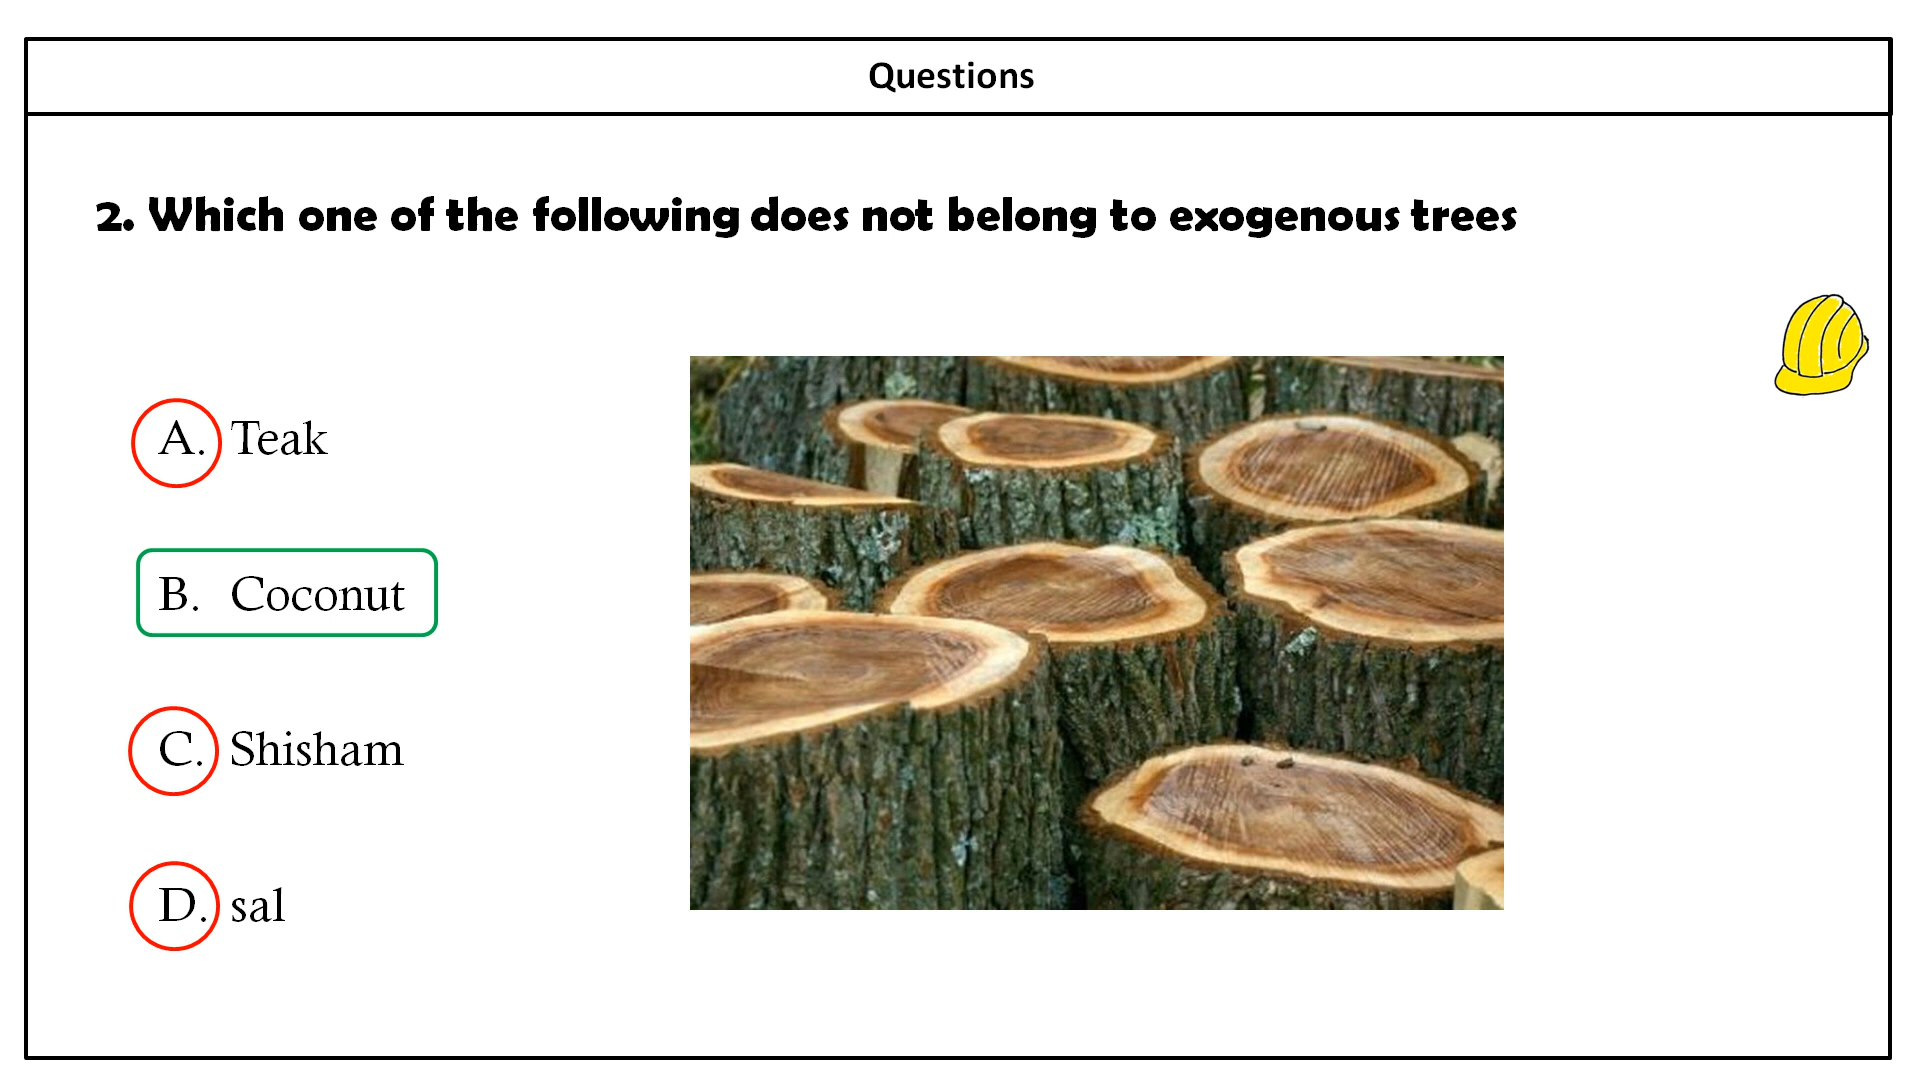 Questions
2. Which one of the following does not belong to exogenous trees
A. Teak
B. Coconut
C. Shisham
D. sal